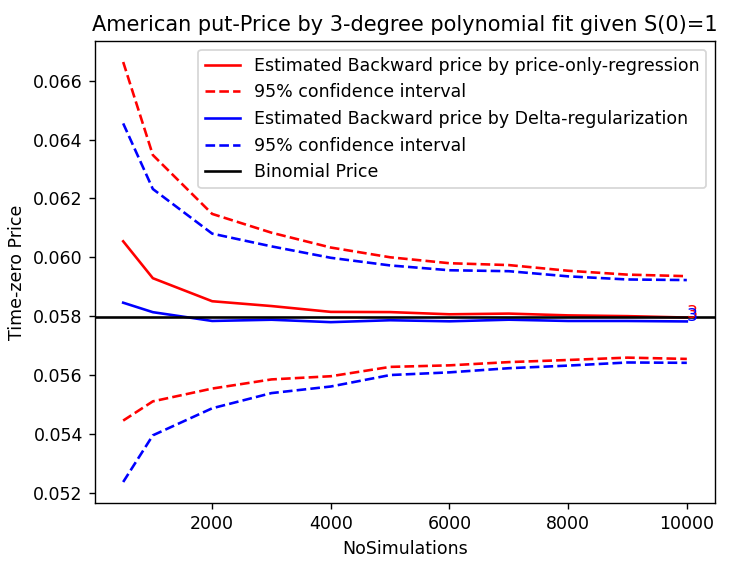 American put-Price by 3-degree polynomial fit given S(0)=1
Estimated Backward price by price-only-regression
95% confidence interval
Estimated Backward price by Delta-regularization
95% confidence interval
Binomial Price
0.066
0.064
0.062
0.060
0.058
0.056
0.054
0.052
Time-zero Price
3
3
2000
4000
6000
8000
10000
NoSimulations